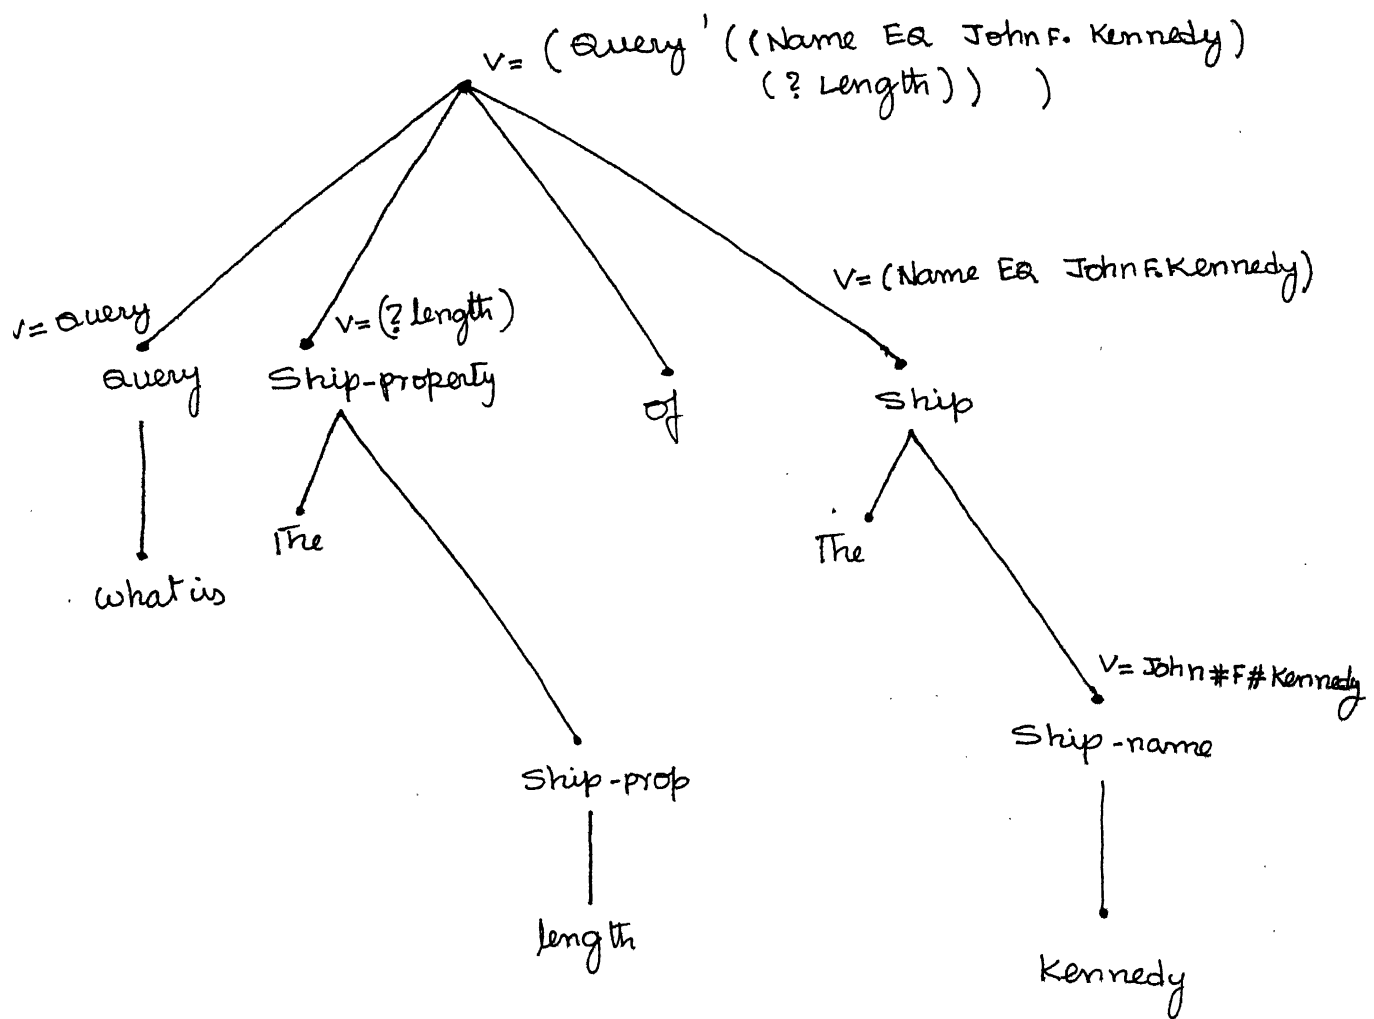 V= (Query '((Name EQ John F. Kennedy)
(? Length)) )
V= (Name EQ John F. Kennedy)
V= Query
V= (? length)
Query
Ship-property
of
Ship
The
The
What is
V= John#F#Kennedy
Ship-name
Ship-prop
length
Kennedy